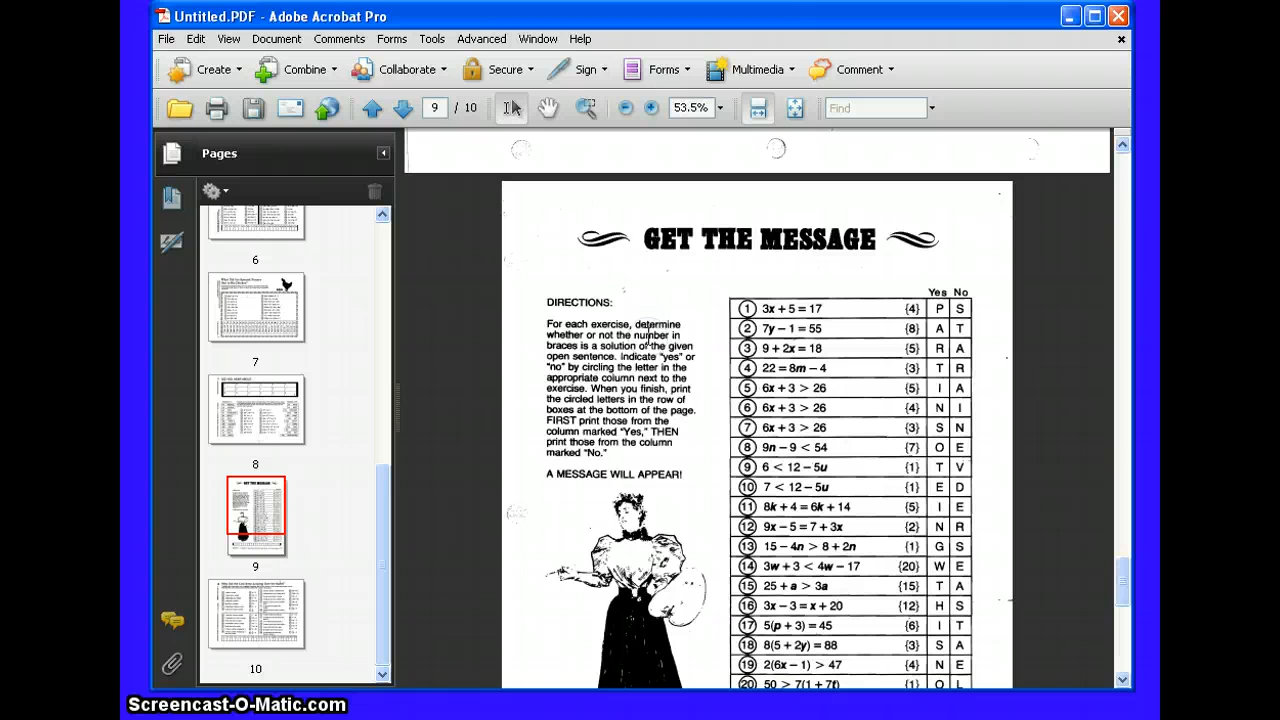 Untitled.PDF - Adobe Acrobat Pro
File Edit View Document Comments Forms Tools Advanced Window Help
Create Combine Collaborate Secure Sign Forms Multimedia Comment
9 / 10 53.5% Find
Pages
6
7
8
9
10
GET THE MESSAGE
DIRECTIONS:
For each exercise, determine
whether or not the number in
braces is a solution of the given
open sentence. Indicate "yes" or
"no" by circling the letter in the
appropriate column next to the
exercise. When you finish, print
the circled letters in the row of
boxes at the bottom of the page.
FIRST print those from the
column marked "Yes," THEN
print those from the column
marked "No."
A MESSAGE WILL APPEAR!
Yes No
1 3x + 5 = 17 {4} P S
2 7y − 1 = 55 {8} A T
3 9 + 2x = 18 {5} R A
4 22 = 8m − 4 {3} T R
5 6x + 3 > 26 {5} I A
6 6x + 3 > 26 {4} N I
7 6x + 3 > 26 {3} S N
8 9n − 9 < 54 {7} O E
9 6 < 12 − 5u {1} T V
10 7 < 12 − 5u {1} E D
11 8k + 4 = 6k + 14 {5} I E
12 9x − 5 = 7 + 3x {2} N R
13 15 − 4n > 8 + 2n {1} G S
14 3w + 3 < 4w − 17 {20} W E
15 25 + a > 3a {15} E A
16 3x − 3 = x + 20 {12} H S
17 5(p + 3) = 45 {6} I T
18 8(5 + 2y) = 88 {3} S A
19 2(6x − 1) > 47 {4} N E
20 50 > 7(1 + 7t) {1} O L
Screencast-O-Matic.com